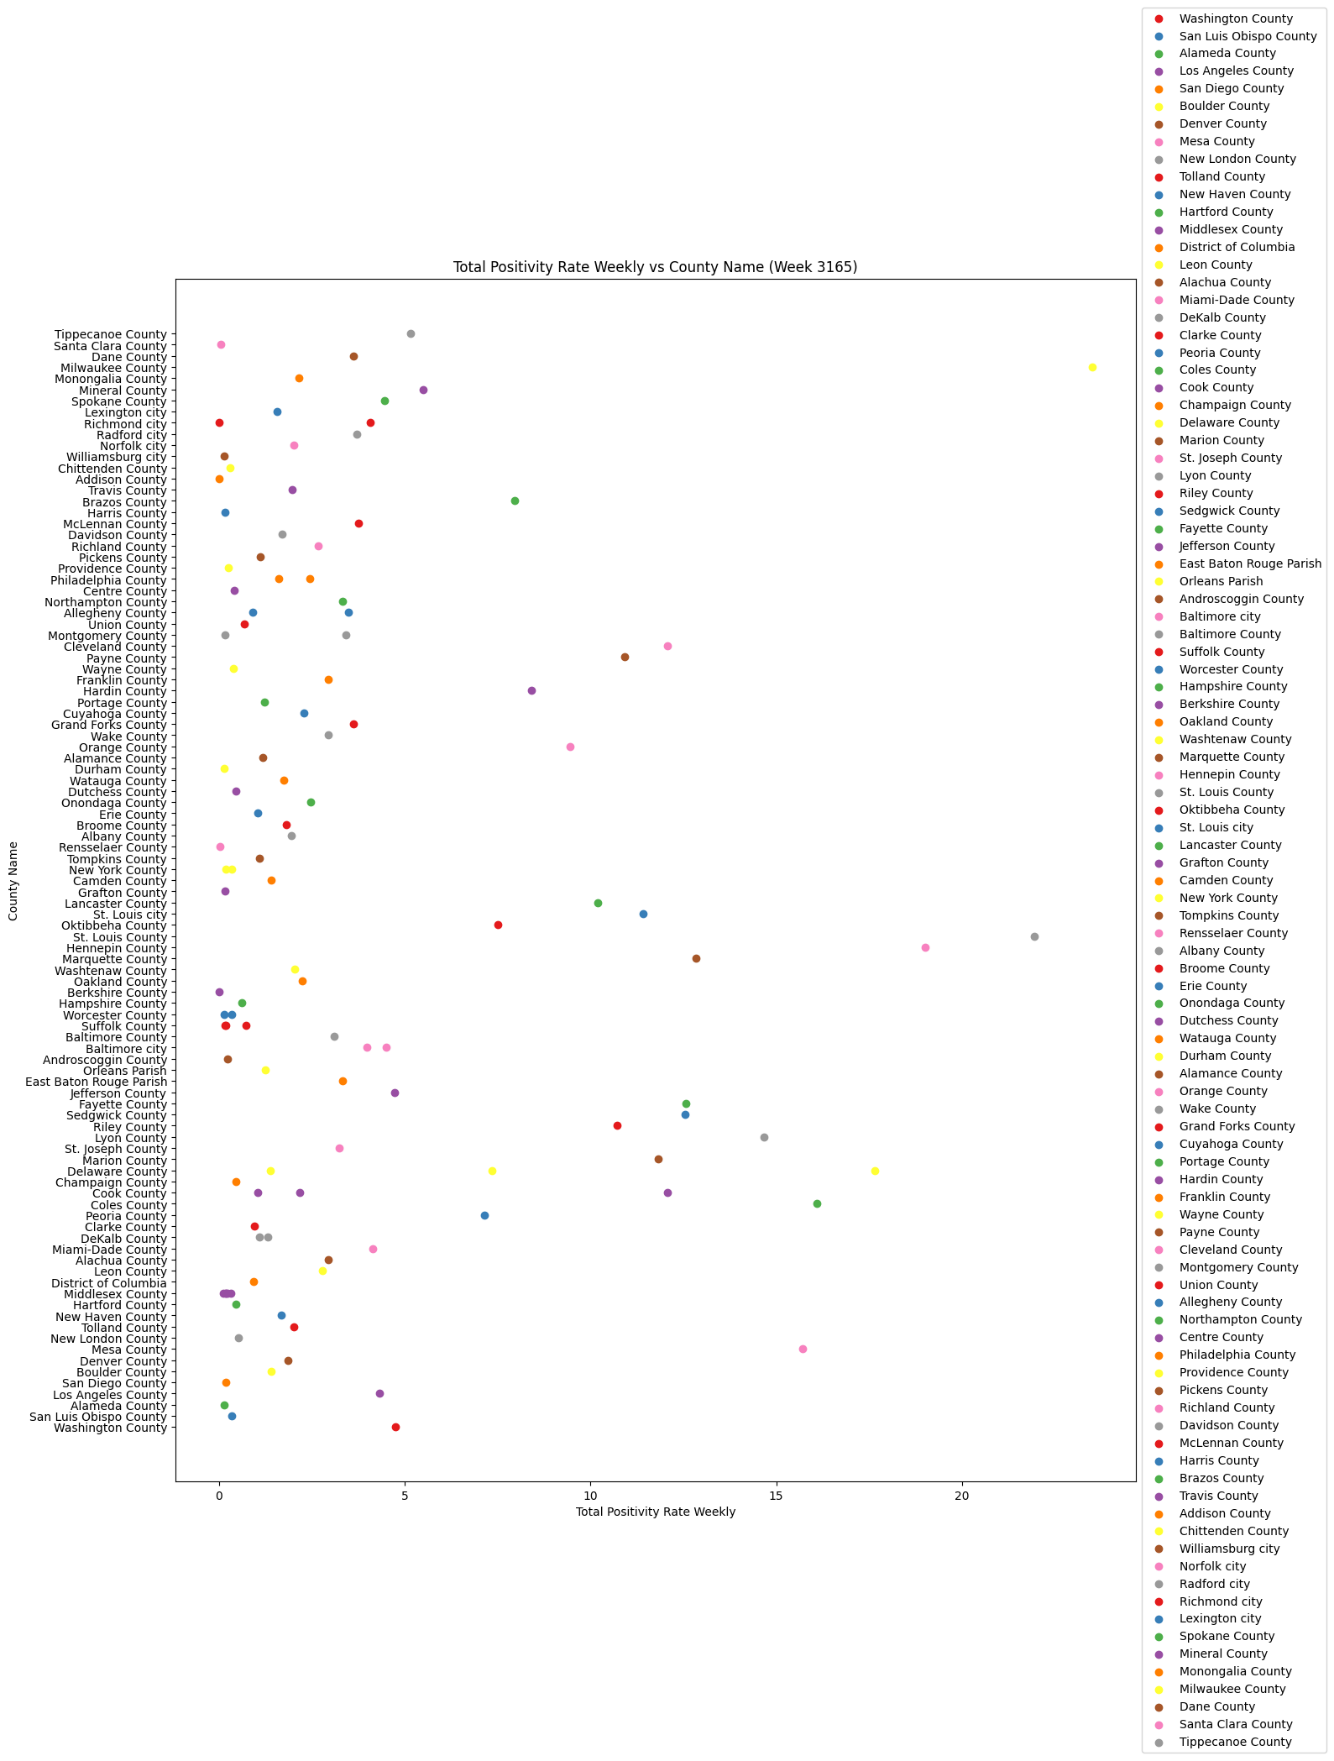 Total Positivity Rate Weekly vs County Name (Week 3165)
County Name
Tippecanoe County
Santa Clara County
Dane County
Milwaukee County
Monongalia County
Mineral County
Spokane County
Lexington city
Richmond city
Radford city
Norfolk city
Williamsburg city
Chittenden County
Addison County
Travis County
Brazos County
Harris County
McLennan County
Davidson County
Richland County
Pickens County
Providence County
Philadelphia County
Centre County
Northampton County
Allegheny County
Union County
Montgomery County
Cleveland County
Payne County
Wayne County
Franklin County
Hardin County
Portage County
Cuyahoga County
Grand Forks County
Wake County
Orange County
Alamance County
Durham County
Watauga County
Dutchess County
Onondaga County
Erie County
Broome County
Albany County
Rensselaer County
Tompkins County
New York County
Camden County
Grafton County
Lancaster County
St. Louis city
Oktibbeha County
St. Louis County
Hennepin County
Marquette County
Washtenaw County
Oakland County
Berkshire County
Hampshire County
Worcester County
Suffolk County
Baltimore County
Baltimore city
Androscoggin County
Orleans Parish
East Baton Rouge Parish
Jefferson County
Fayette County
Sedgwick County
Riley County
Lyon County
St. Joseph County
Marion County
Delaware County
Champaign County
Cook County
Coles County
Peoria County
Clarke County
DeKalb County
Miami-Dade County
Alachua County
Leon County
District of Columbia
Middlesex County
Hartford County
New Haven County
Tolland County
New London County
Mesa County
Denver County
Boulder County
San Diego County
Los Angeles County
Alameda County
San Luis Obispo County
Washington County
0 5 10 15 20
Total Positivity Rate Weekly
Washington County
San Luis Obispo County
Alameda County
Los Angeles County
San Diego County
Boulder County
Denver County
Mesa County
New London County
Tolland County
New Haven County
Hartford County
Middlesex County
District of Columbia
Leon County
Alachua County
Miami-Dade County
DeKalb County
Clarke County
Peoria County
Coles County
Cook County
Champaign County
Delaware County
Marion County
St. Joseph County
Lyon County
Riley County
Sedgwick County
Fayette County
Jefferson County
East Baton Rouge Parish
Orleans Parish
Androscoggin County
Baltimore city
Baltimore County
Suffolk County
Worcester County
Hampshire County
Berkshire County
Oakland County
Washtenaw County
Marquette County
Hennepin County
St. Louis County
Oktibbeha County
St. Louis city
Lancaster County
Grafton County
Camden County
New York County
Tompkins County
Rensselaer County
Albany County
Broome County
Erie County
Onondaga County
Dutchess County
Watauga County
Durham County
Alamance County
Orange County
Wake County
Grand Forks County
Cuyahoga County
Portage County
Hardin County
Franklin County
Wayne County
Payne County
Cleveland County
Montgomery County
Union County
Allegheny County
Northampton County
Centre County
Philadelphia County
Providence County
Pickens County
Richland County
Davidson County
McLennan County
Harris County
Brazos County
Travis County
Addison County
Chittenden County
Williamsburg city
Norfolk city
Radford city
Richmond city
Lexington city
Spokane County
Mineral County
Monongalia County
Milwaukee County
Dane County
Santa Clara County
Tippecanoe County